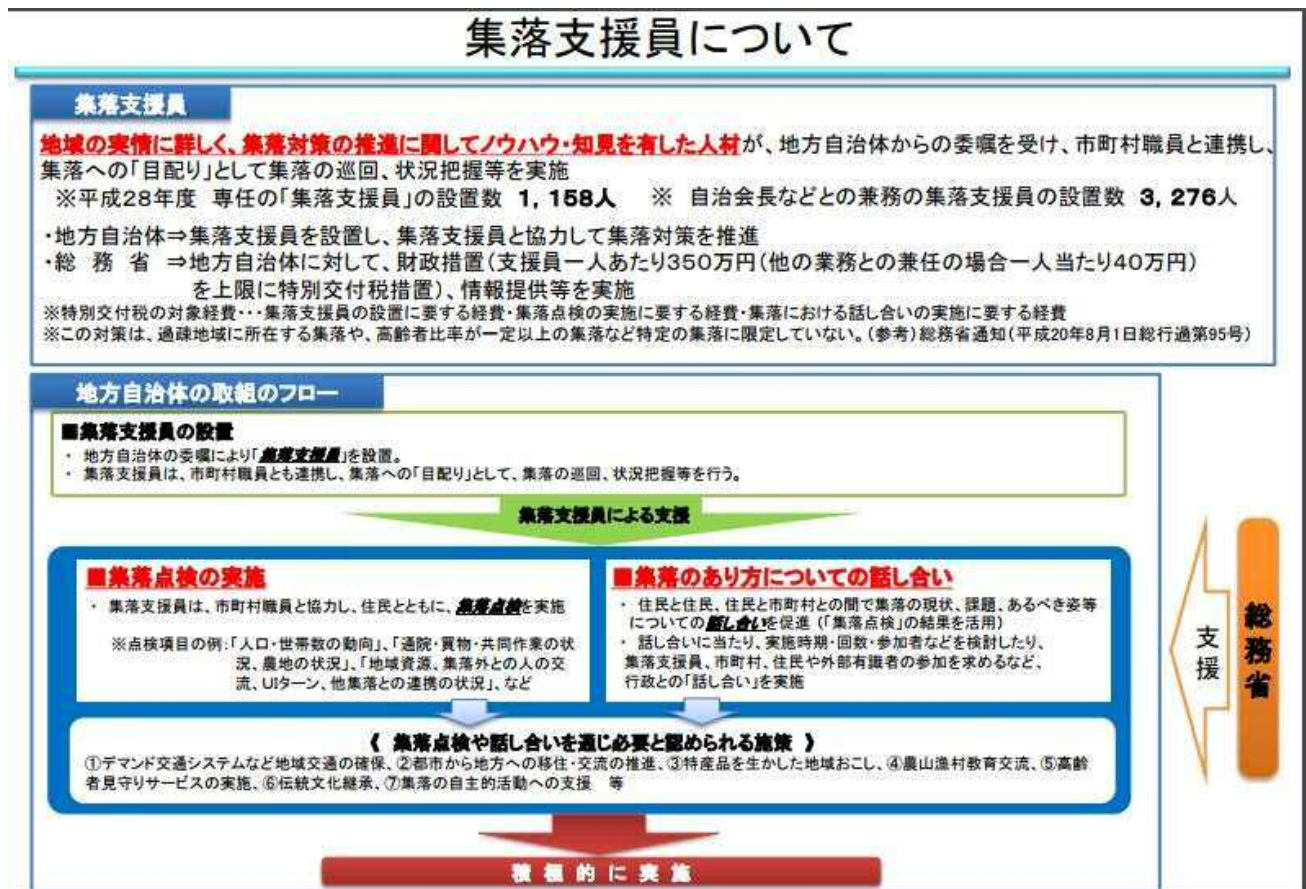 集落支援員について
集落支援員
地域の実情に詳しく、集落対策の推進に関してノウハウ・知見を有した人材が、地方自治体からの委嘱を受け、市町村職員と連携し、
集落への「目配り」として集落の巡回、状況把握等を実施
※平成28年度 専任の「集落支援員」の設置数 1,158人 ※ 自治会長などとの兼務の集落支援員の設置数 3,276人
・地方自治体⇒集落支援員を設置し、集落支援員と協力して集落対策を推進
・総 務 省 ⇒地方自治体に対して、財政措置(支援員一人あたり350万円(他の業務との兼任の場合一人当たり40万円)
を上限に特別交付税措置)、情報提供等を実施
※特別交付税の対象経費・・・集落支援員の設置に要する経費・集落点検の実施に要する経費・集落における話し合いの実施に要する経費
※この対策は、過疎地域に所在する集落や、高齢者比率が一定以上の集落など特定の集落に限定していない。(参考)総務省通知(平成20年8月1日総行過第95号)
地方自治体の取組のフロー
■集落支援員の設置
・ 地方自治体の委嘱により「集落支援員」を設置。
・ 集落支援員は、市町村職員とも連携し、集落への「目配り」として、集落の巡回、状況把握等を行う。
集落支援員による支援
■集落点検の実施
・ 集落支援員は、市町村職員と協力し、住民とともに、集落点検を実施
※点検項目の例:「人口・世帯数の動向」、「通院・買物・共同作業の状
況、農地の状況」、「地域資源、集落外との人の交
流、UIターン、他集落との連携の状況」、など
■集落のあり方についての話し合い
・ 住民と住民、住民と市町村との間で集落の現状、課題、あるべき姿等
についての話し合いを促進(「集落点検」の結果を活用)
・ 話し合いに当たり、実施時期・回数・参加者などを検討したり、
集落支援員、市町村、住民や外部有識者の参加を求めるなど、
行政との「話し合い」を実施
《 集落点検や話し合いを通じ必要と認められる施策 》
①デマンド交通システムなど地域交通の確保、②都市から地方への移住・交流の推進、③特産品を生かした地域おこし、④農山漁村教育交流、⑤高齢
者見守りサービスの実施、⑥伝統文化継承、⑦集落の自主的活動への支援 等
積 極 的 に 実 施
支援
総務省